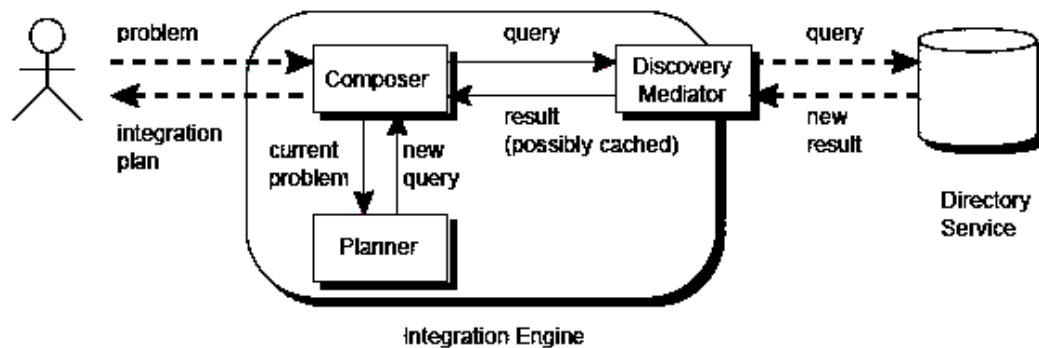 problem
integration
plan
Composer
query
result
(possibly cached)
Discovery
Mediator
query
new
result
current
problem
new
query
Planner
Directory
Service
Integration Engine